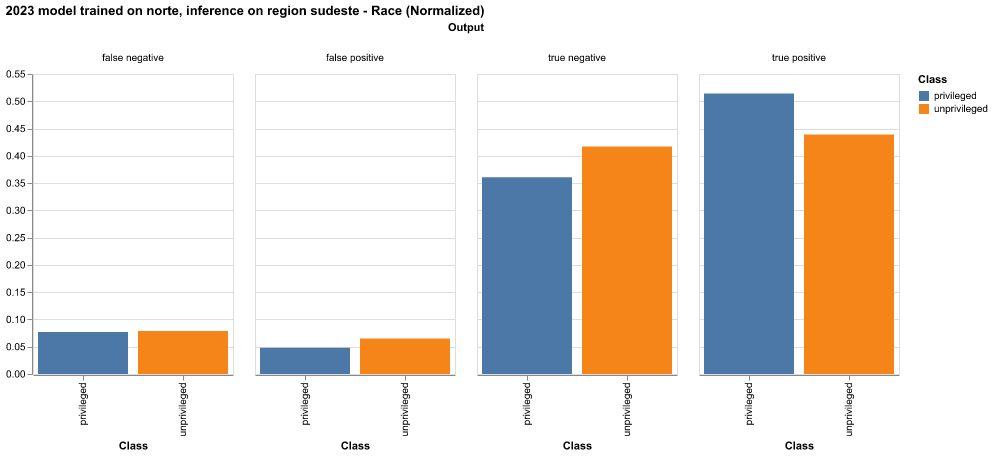 2023 model trained on norte, inference on region sudeste - Race (Normalized)
Output
false negative
false positive
true negative
true positive
Class
privileged
unprivileged
0.55
0.50
0.45
0.40
0.35
0.30
0.25
0.20
0.15
0.10
0.05
0.00
privileged
unprivileged
privileged
unprivileged
privileged
unprivileged
privileged
unprivileged
Class
Class
Class
Class